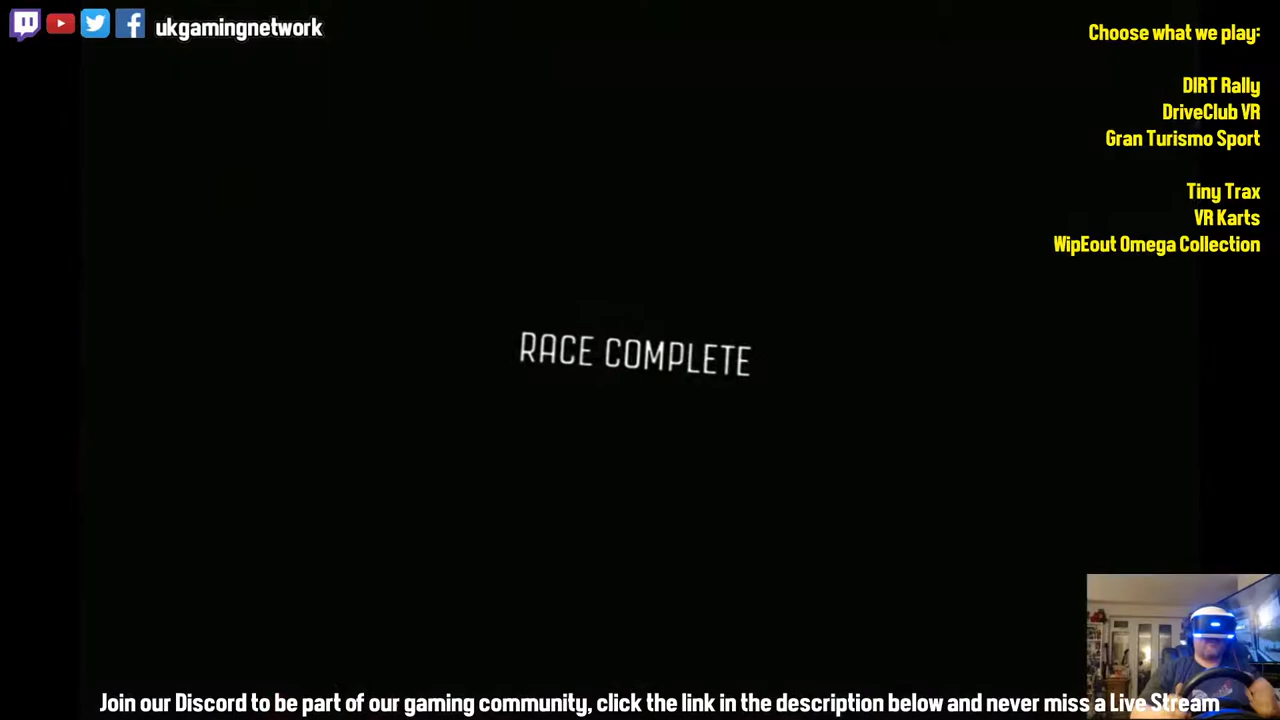 ukgamingnetwork
Choose what we play:
DIRT Rally
DriveClub VR
Gran Turismo Sport
Tiny Trax
VR Karts
WipEout Omega Collection
RACE COMPLETE
Join our Discord to be part of our gaming community, click the link in the description below and never miss a Live Stream